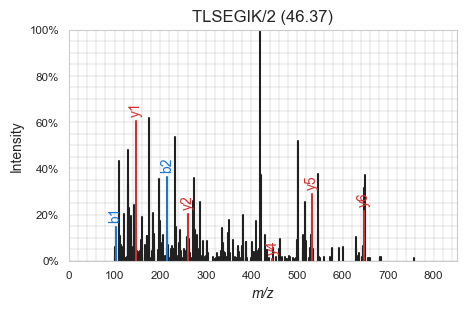 TLSEGIK/2 (46.37)
100%
80%
60%
40%
20%
0%
Intensity
b1
y1
b2
y2
y4
y5
y6
0 100 200 300 400 500 600 700 800
m/z